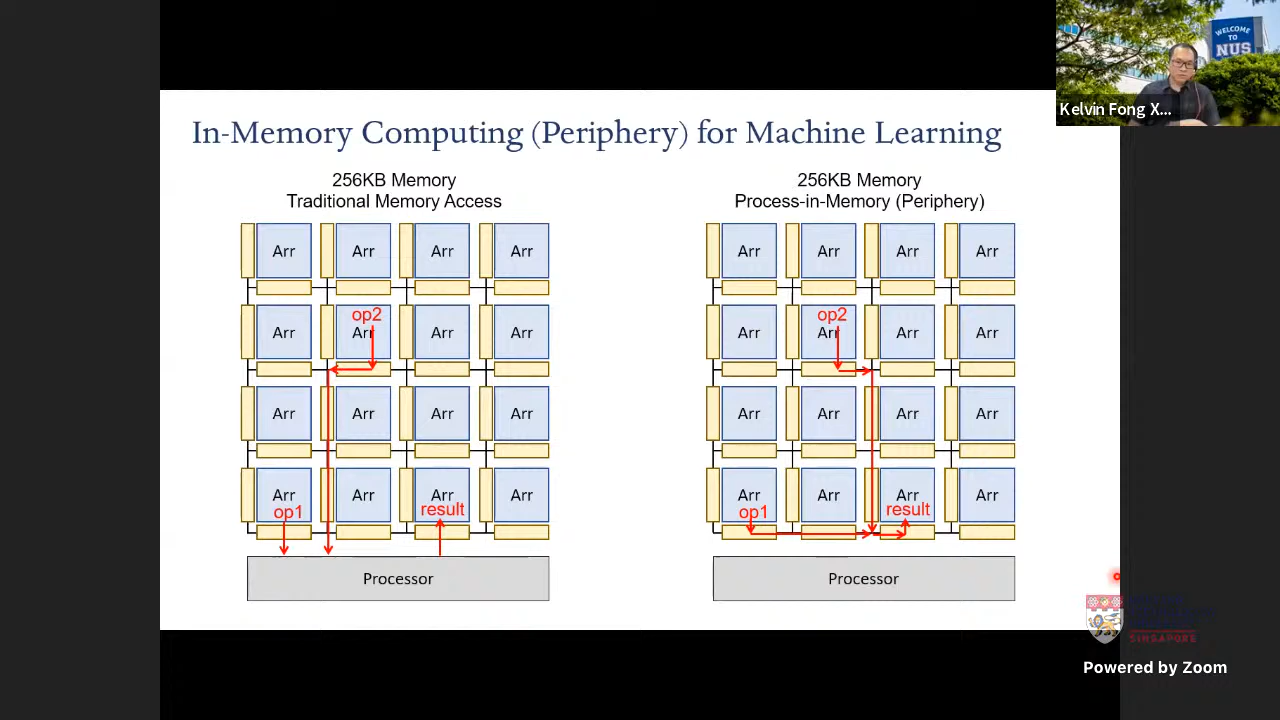 WELCOME
TO
NUS
Kelvin Fong X...
In-Memory Computing (Periphery) for Machine Learning
256KB Memory
Traditional Memory Access
Arr Arr Arr Arr
op2
Arr Arr Arr Arr
Arr Arr Arr Arr
Arr Arr Arr Arr
op1 result
Processor
256KB Memory
Process-in-Memory (Periphery)
Arr Arr Arr Arr
op2
Arr Arr Arr Arr
Arr Arr Arr Arr
Arr Arr Arr Arr
op1 result
Processor
SINGAPORE
Powered by Zoom